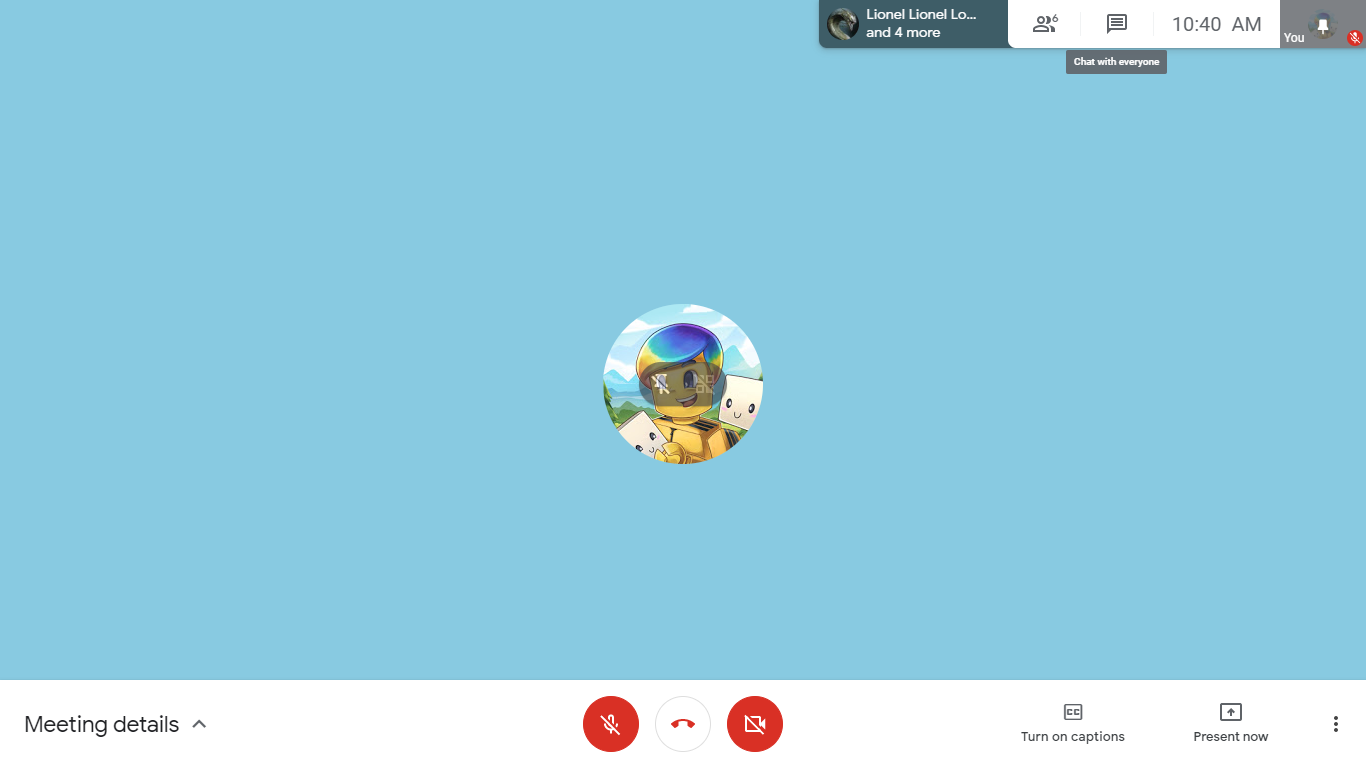 Lionel Lionel Lo...
and 4 more
6
10:40 AM
You
Chat with everyone
Meeting details
CC
Turn on captions
Present now